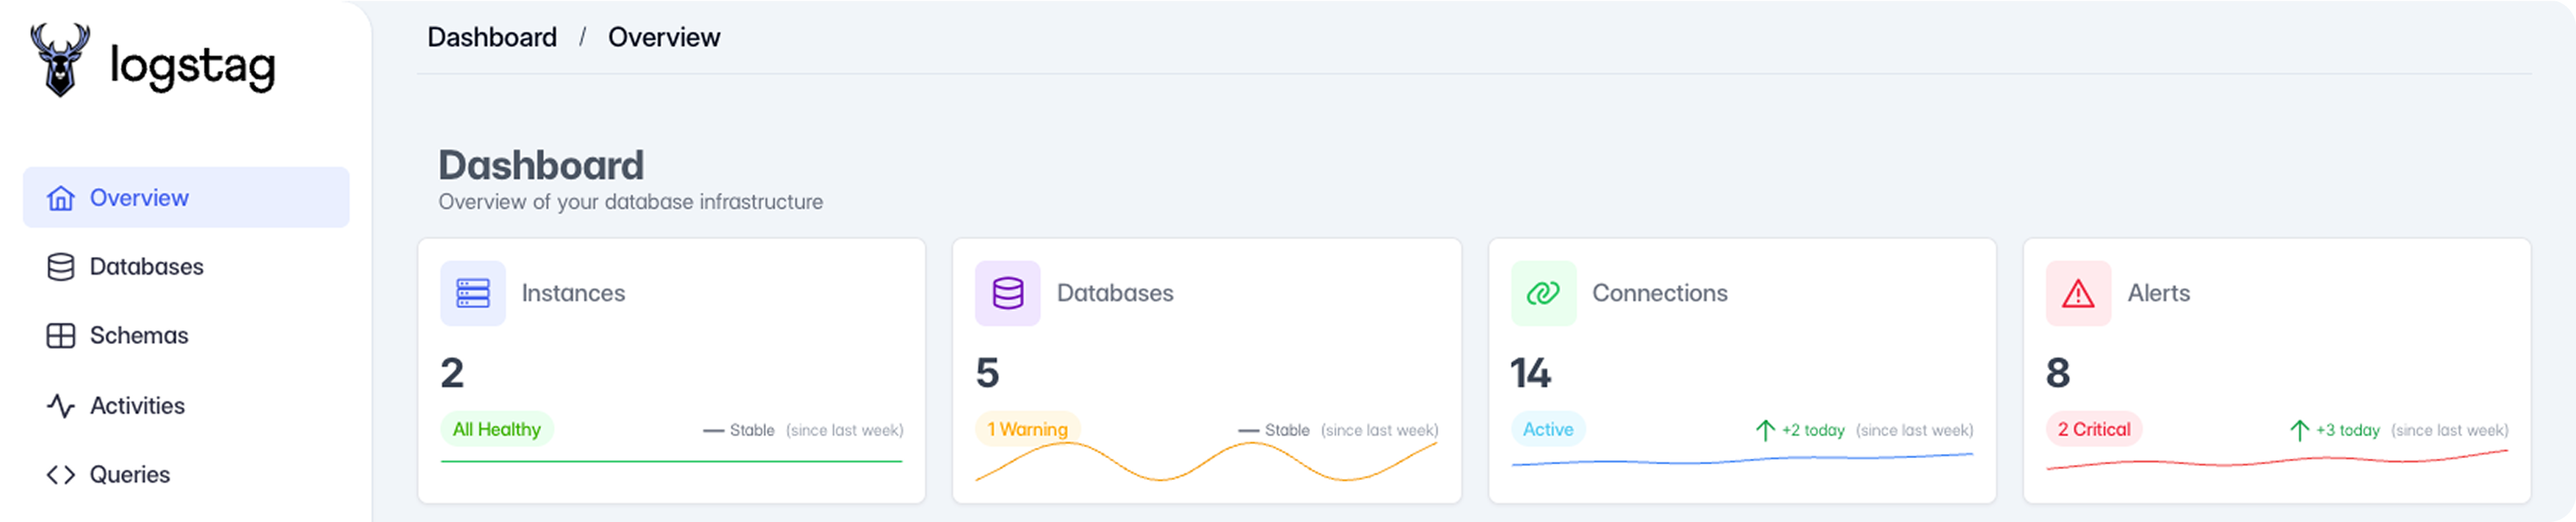 logstag
Overview
Databases
Schemas
Activities
Queries
Dashboard / Overview
Dashboard
Overview of your database infrastructure
Instances
2
All Healthy
Stable (since last week)
Databases
5
1 Warning
Stable (since last week)
Connections
14
Active
+2 today (since last week)
Alerts
8
2 Critical
+3 today (since last week)